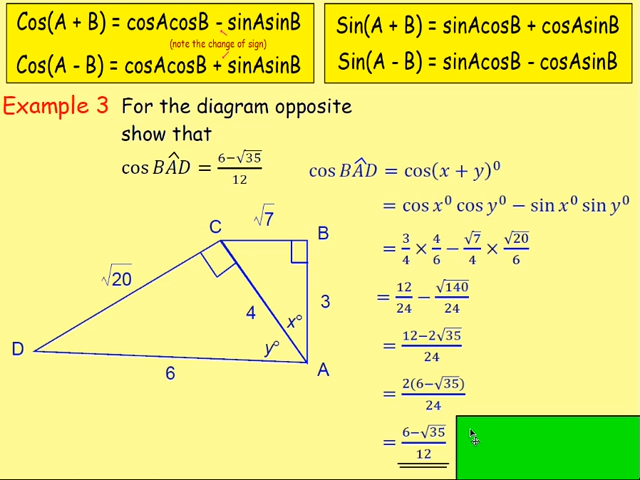 Cos(A + B) = cosAcosB - sinAsinB
(note the change of sign)
Cos(A - B) = cosAcosB + sinAsinB
Sin(A + B) = sinAcosB + cosAsinB
Sin(A - B) = sinAcosB - cosAsinB
Example 3 For the diagram opposite
show that
cos BÂD = (6−√35)/12
cos BÂD = cos(x + y)⁰
= cos x⁰ cos y⁰ − sin x⁰ sin y⁰
= 3/4 × 4/6 − √7/4 × √20/6
= 12/24 − √140/24
= (12−2√35)/24
= 2(6−√35)/24
= (6−√35)/12
√7
C
B
√20
4
3
x°
y°
D
A
6